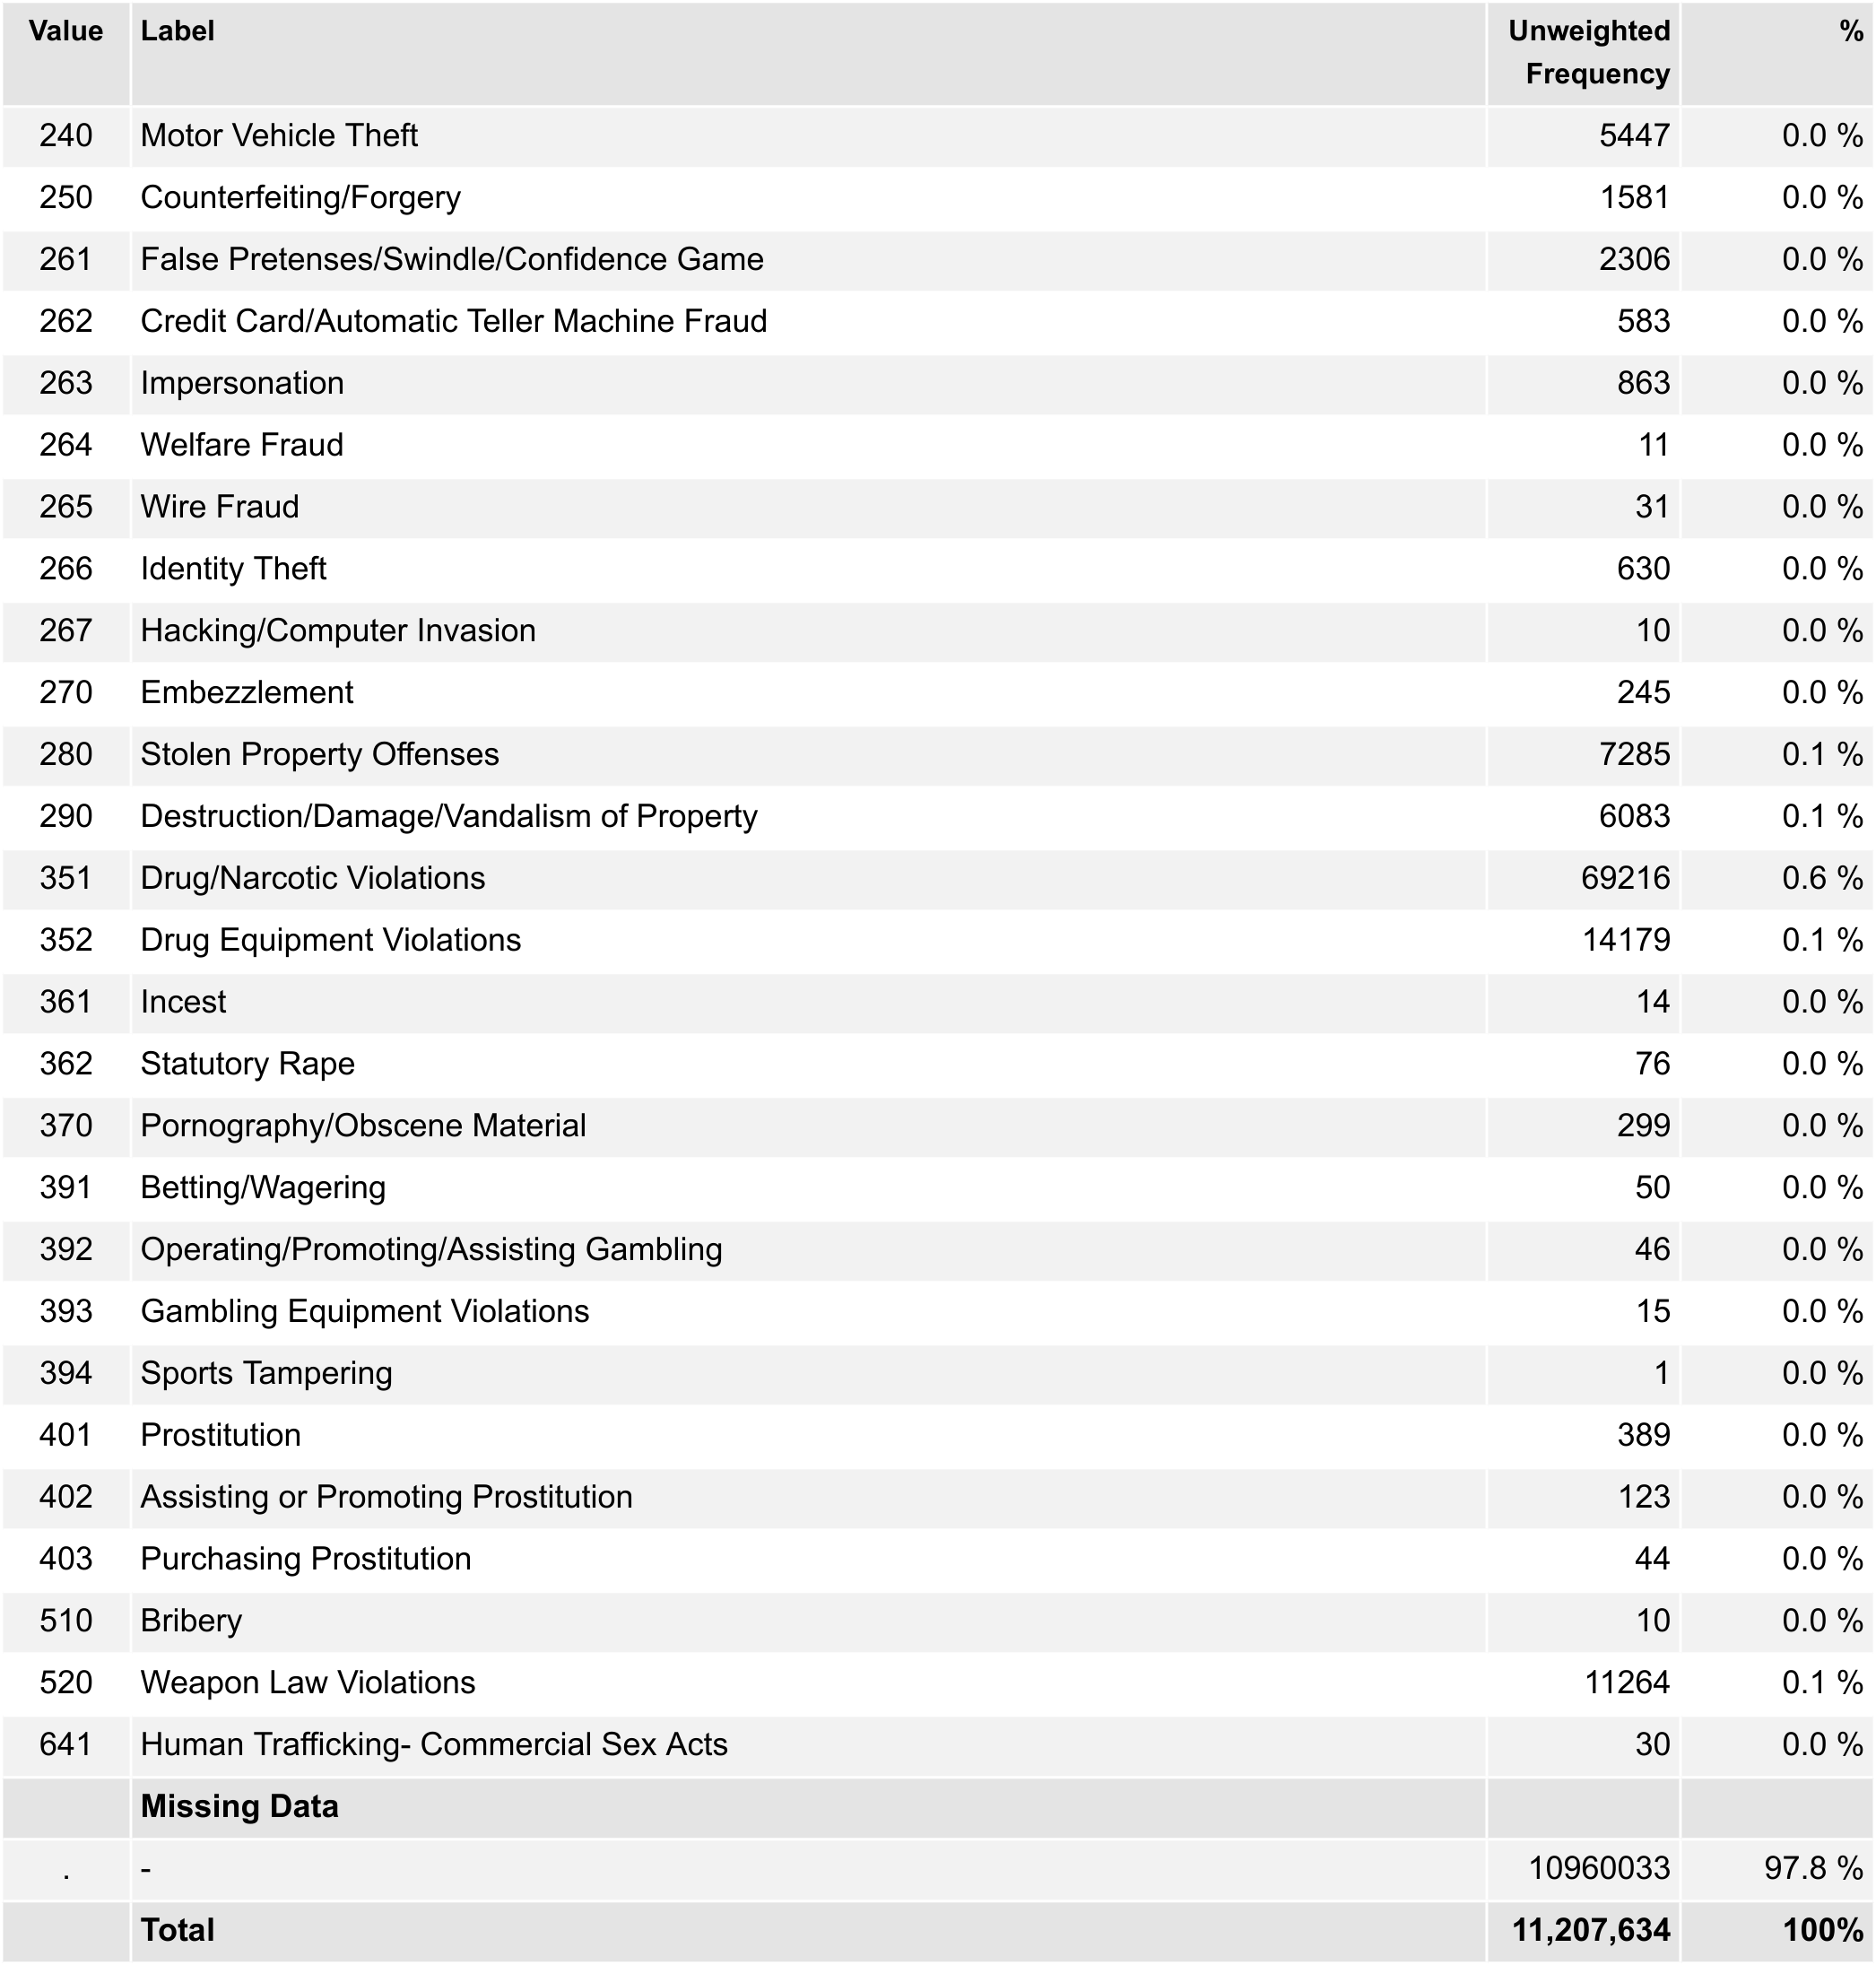 Value Label Unweighted Frequency %
240 Motor Vehicle Theft 5447 0.0 %
250 Counterfeiting/Forgery 1581 0.0 %
261 False Pretenses/Swindle/Confidence Game 2306 0.0 %
262 Credit Card/Automatic Teller Machine Fraud 583 0.0 %
263 Impersonation 863 0.0 %
264 Welfare Fraud 11 0.0 %
265 Wire Fraud 31 0.0 %
266 Identity Theft 630 0.0 %
267 Hacking/Computer Invasion 10 0.0 %
270 Embezzlement 245 0.0 %
280 Stolen Property Offenses 7285 0.1 %
290 Destruction/Damage/Vandalism of Property 6083 0.1 %
351 Drug/Narcotic Violations 69216 0.6 %
352 Drug Equipment Violations 14179 0.1 %
361 Incest 14 0.0 %
362 Statutory Rape 76 0.0 %
370 Pornography/Obscene Material 299 0.0 %
391 Betting/Wagering 50 0.0 %
392 Operating/Promoting/Assisting Gambling 46 0.0 %
393 Gambling Equipment Violations 15 0.0 %
394 Sports Tampering 1 0.0 %
401 Prostitution 389 0.0 %
402 Assisting or Promoting Prostitution 123 0.0 %
403 Purchasing Prostitution 44 0.0 %
510 Bribery 10 0.0 %
520 Weapon Law Violations 11264 0.1 %
641 Human Trafficking- Commercial Sex Acts 30 0.0 %
Missing Data
. - 10960033 97.8 %
Total 11,207,634 100%